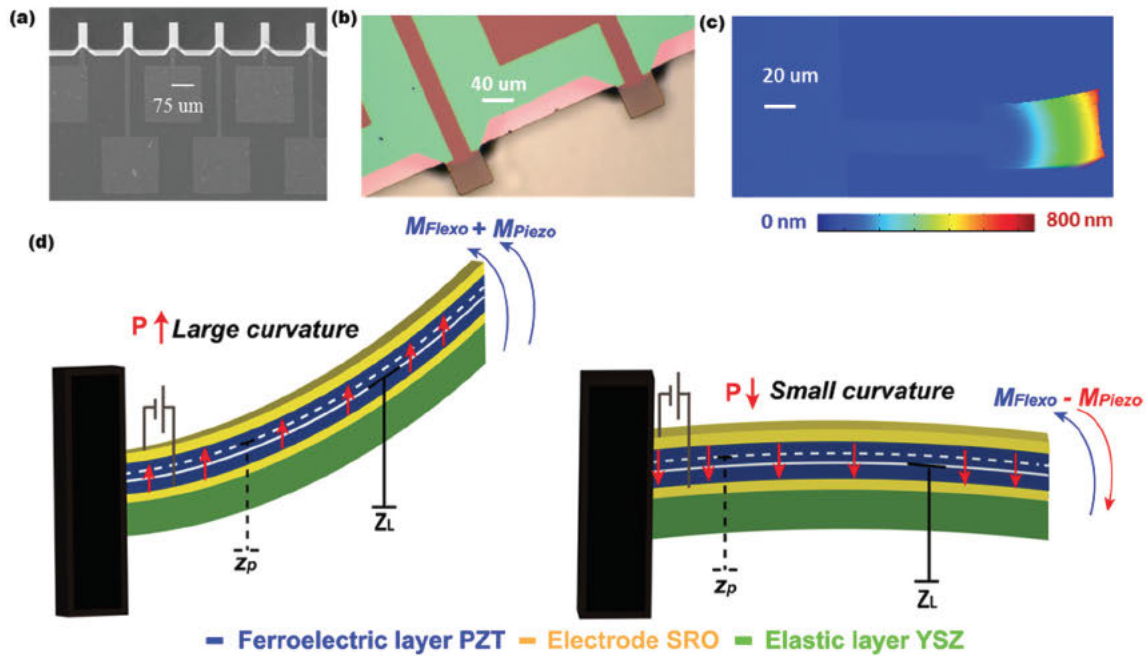 (a)
75 um
(b)
40 um
(c)
20 um
0 nm
800 nm
(d)
MFlexo + MPiezo
P Large curvature
ZL
zp
P Small curvature
MFlexo - MPiezo
ZL
zp
Ferroelectric layer PZT Electrode SRO Elastic layer YSZ